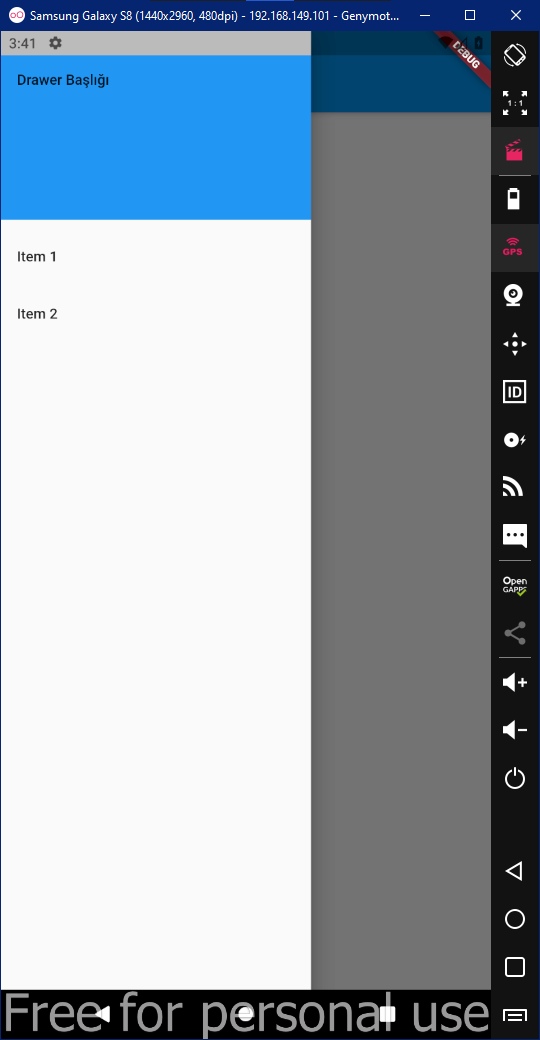 Samsung Galaxy S8 (1440x2960, 480dpi) - 192.168.149.101 - Genymot...
3:41
DEBUG
Drawer Başlığı
Item 1
Item 2
1 : 1
GPS
ID
Open
GAPPS
Free for personal use